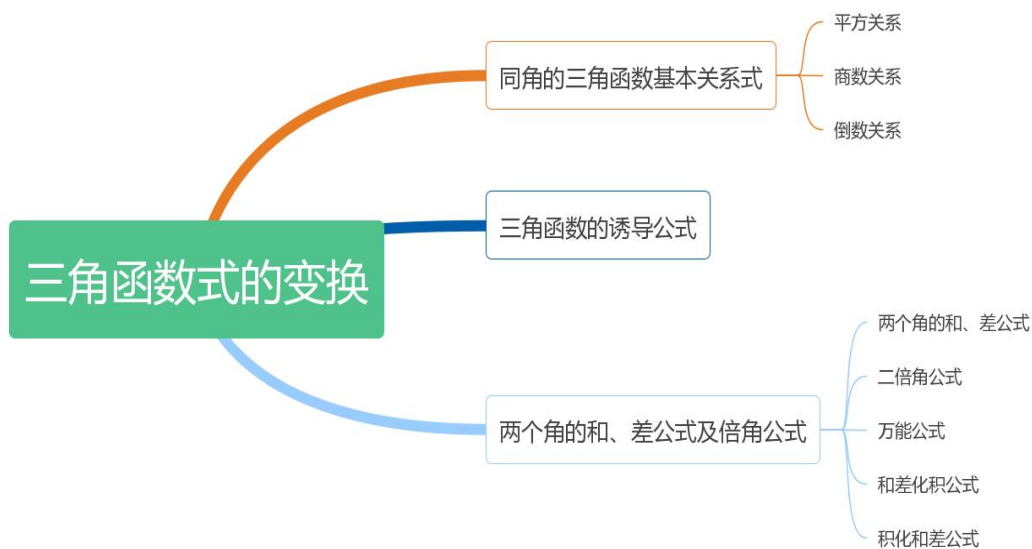 三角函数式的变换
同角的三角函数基本关系式
平方关系
商数关系
倒数关系
三角函数的诱导公式
两个角的和、差公式及倍角公式
两个角的和、差公式
二倍角公式
万能公式
和差化积公式
积化和差公式